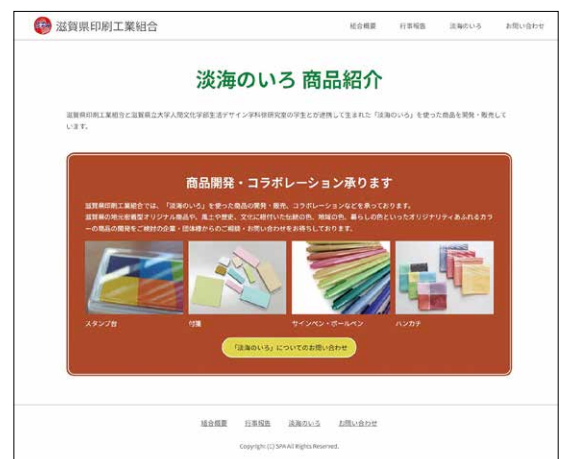 滋賀県印刷工業組合
組合概要 行事報告 淡海のいろ お問い合わせ
淡海のいろ 商品紹介
滋賀県印刷工業組合と滋賀県立大学人間文化学部生活デザイン学科研究室の学生とが連携して生まれた「淡海のいろ」を使った商品を開発・販売して
います。
商品開発・コラボレーション承ります
滋賀県印刷工業組合では、「淡海のいろ」を使った商品の開発・販売、コラボレーションなどを承っております。
滋賀県の地元密着型オリジナル商品や、風土や歴史、文化に根付いた伝統の色、地域の色、暮らしの色といったオリジナリティあふれるカラ
ーの商品の開発をご検討の企業・団体様からのご相談・お問い合わせをお待ちしております。
スタンプ台 付箋 サインペン・ボールペン ハンカチ
「淡海のいろ」についてのお問い合わせ
組合概要 行事報告 淡海のいろ お問い合わせ
Copyright (C) SPA All Rights Reserved.